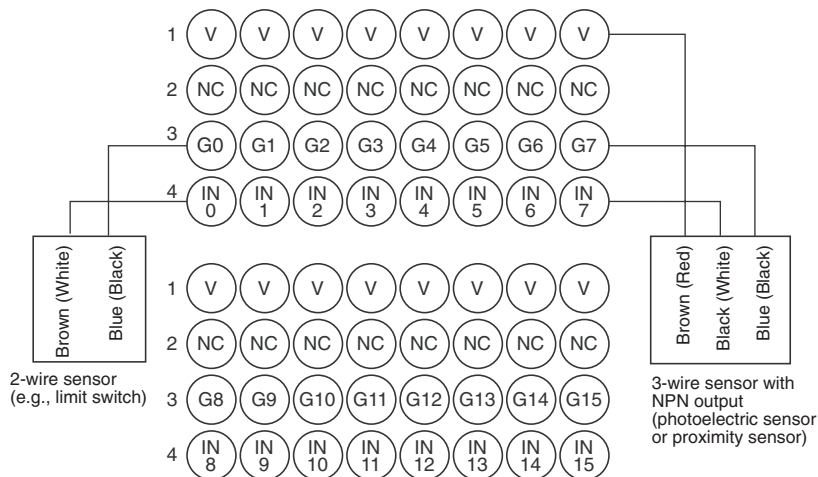 1 V V V V V V V V
2 NC NC NC NC NC NC NC NC
3 G0 G1 G2 G3 G4 G5 G6 G7
4 IN 0 IN 1 IN 2 IN 3 IN 4 IN 5 IN 6 IN 7
Brown (White)
Blue (Black)
2-wire sensor
(e.g., limit switch)
Brown (Red)
Black (White)
Blue (Black)
3-wire sensor with
NPN output
(photoelectric sensor
or proximity sensor)
1 V V V V V V V V
2 NC NC NC NC NC NC NC NC
3 G8 G9 G10 G11 G12 G13 G14 G15
4 IN 8 IN 9 IN 10 IN 11 IN 12 IN 13 IN 14 IN 15